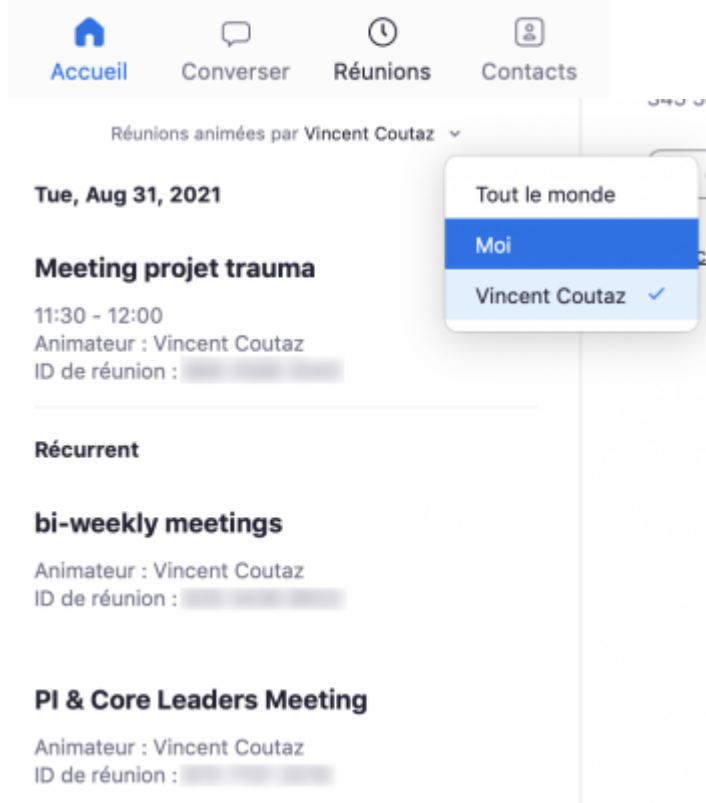 Accueil Converser Réunions Contacts
Réunions animées par Vincent Coutaz
Tout le monde
Moi
Vincent Coutaz
Tue, Aug 31, 2021
Meeting projet trauma
11:30 - 12:00
Animateur : Vincent Coutaz
ID de réunion :
Récurrent
bi-weekly meetings
Animateur : Vincent Coutaz
ID de réunion :
PI & Core Leaders Meeting
Animateur : Vincent Coutaz
ID de réunion :